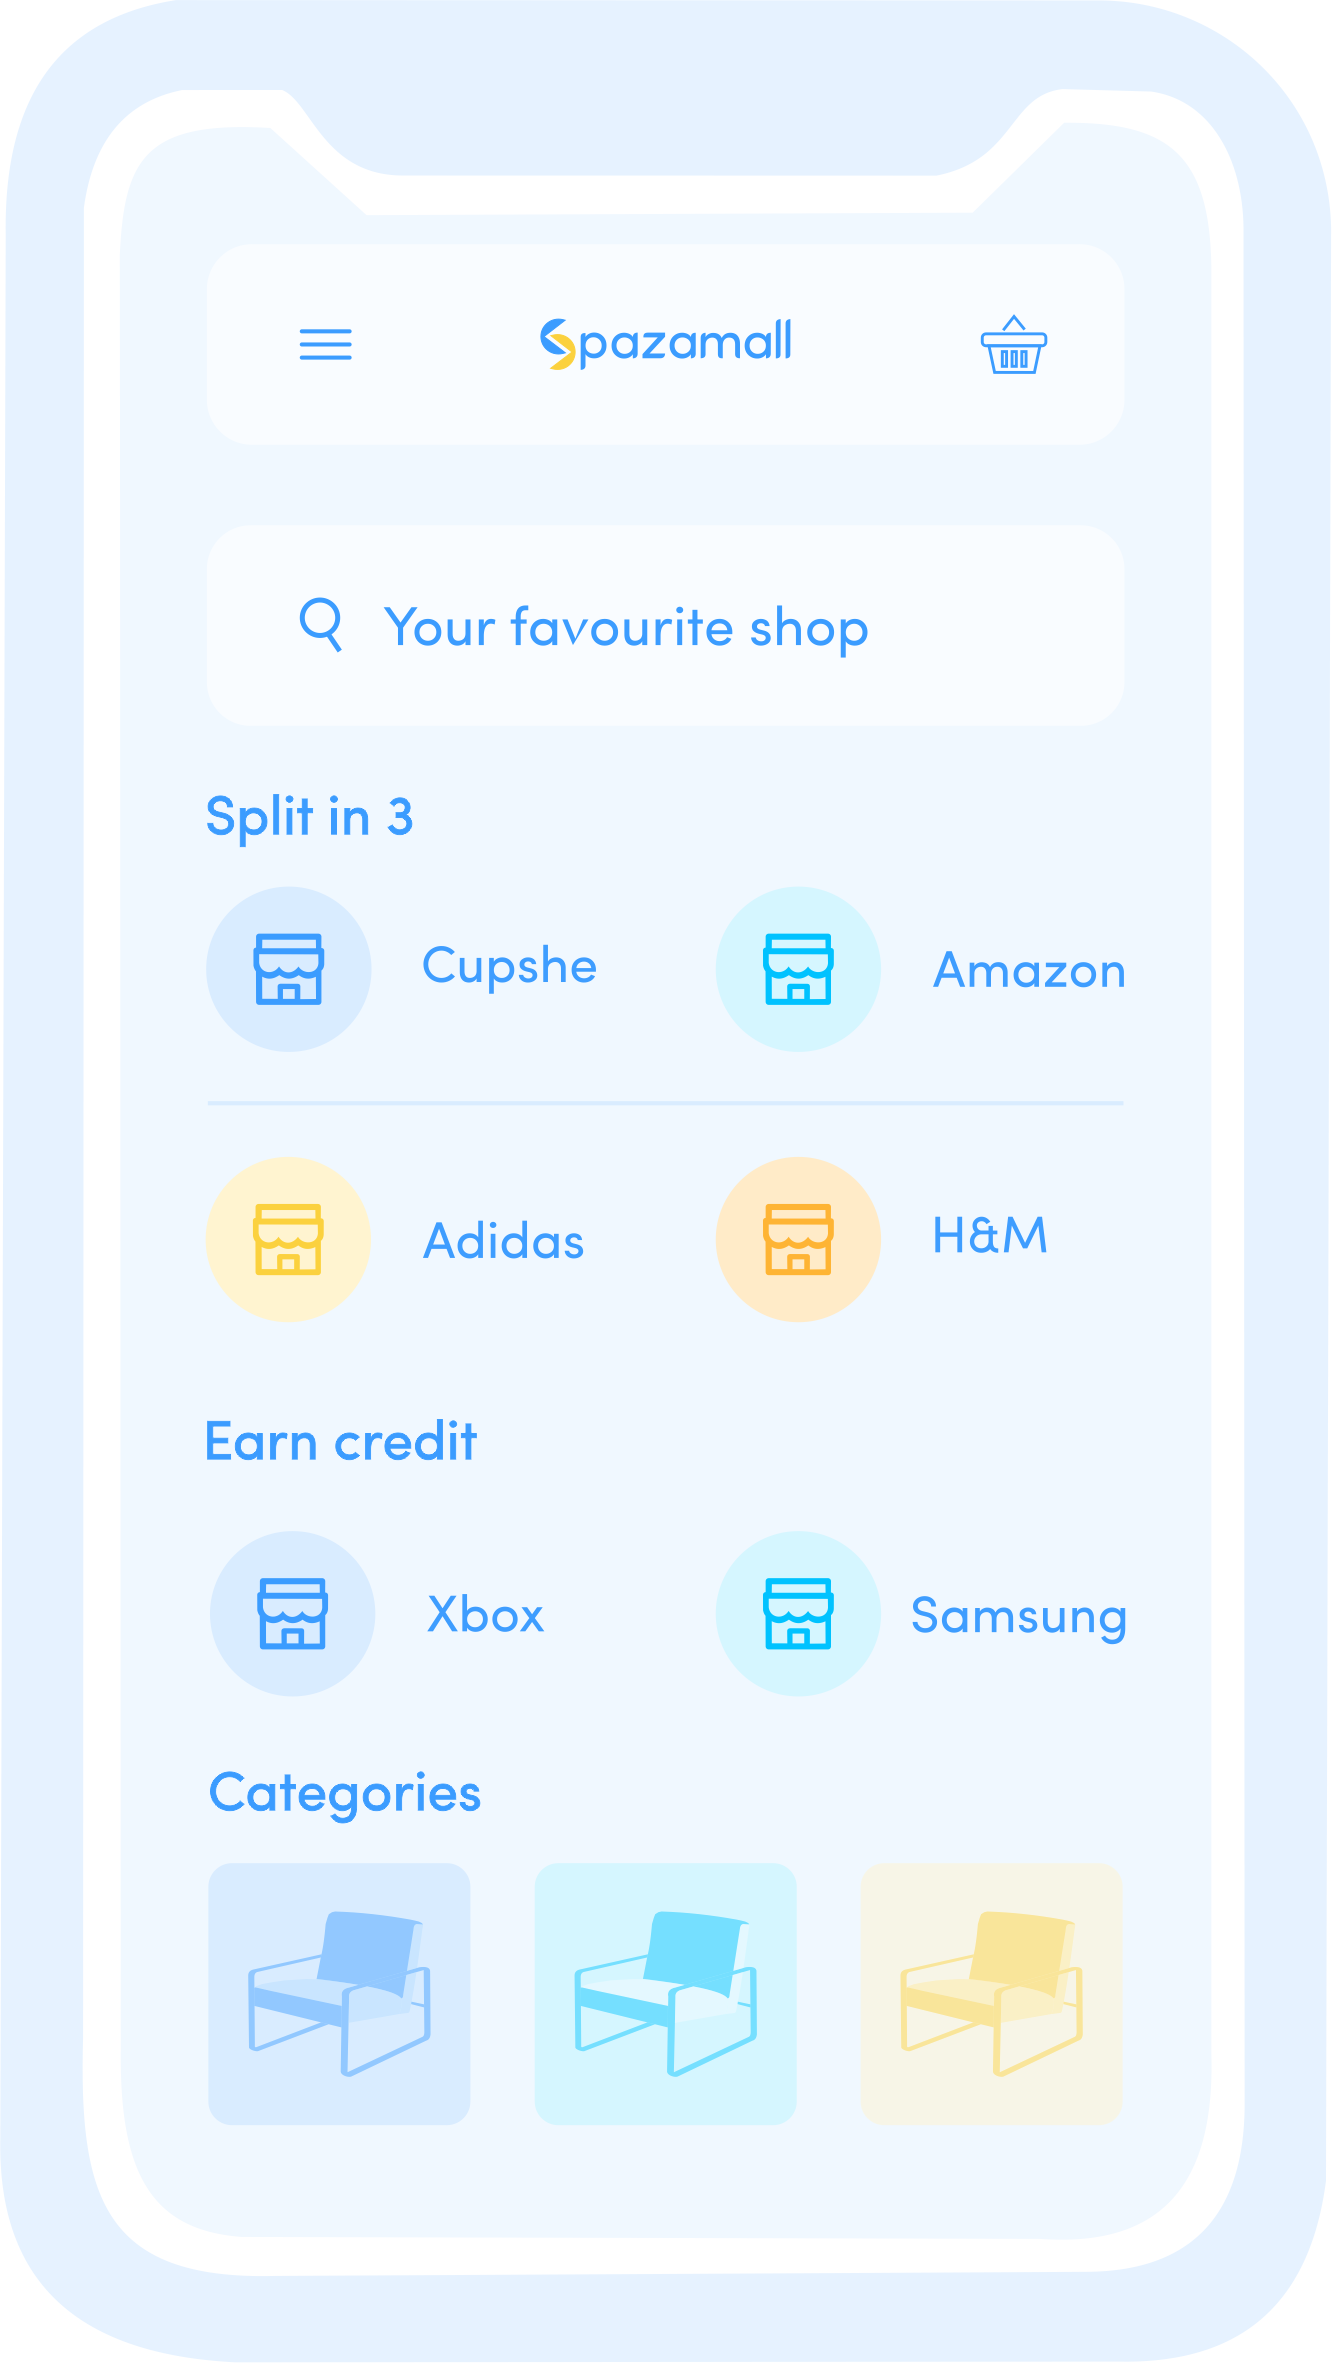 Spazamall
Your favourite shop
Split in 3
Cupshe
Amazon
Adidas
H&M
Earn credit
Xbox
Samsung
Categories